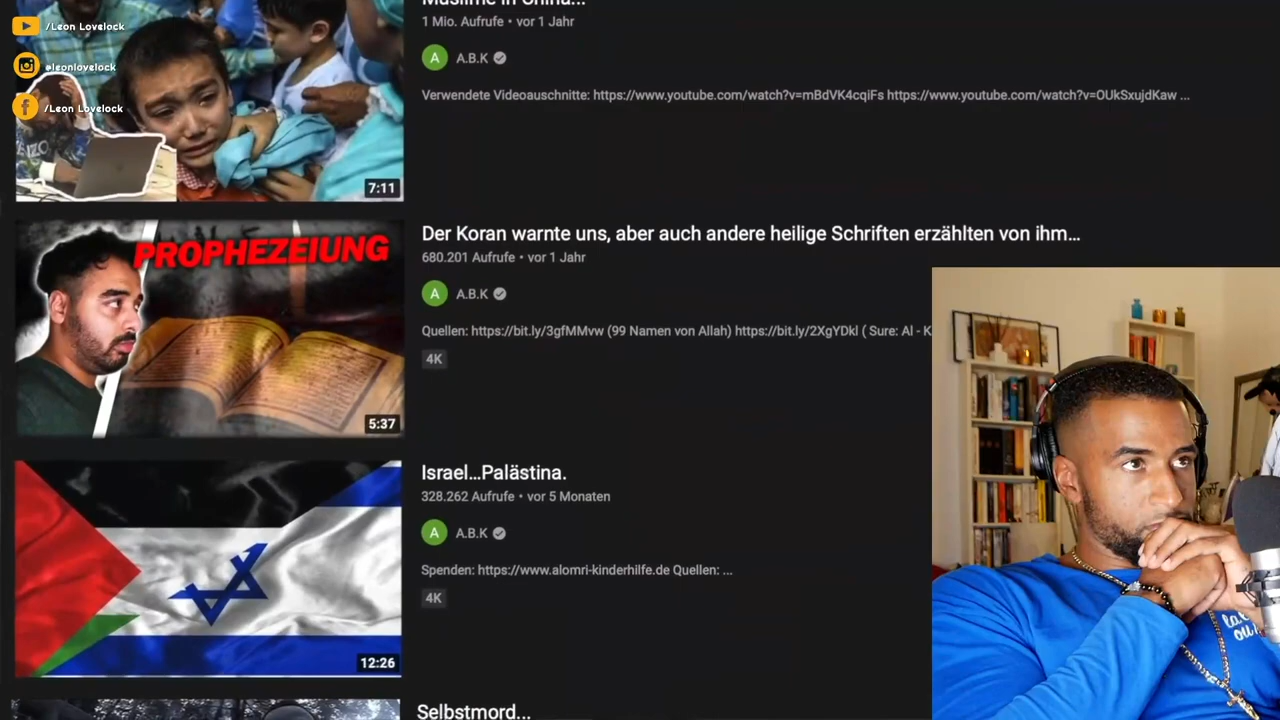 /Leon Lovelock
@leonlovelock
/Leon Lovelock
7:11
Muslime in China...
1 Mio. Aufrufe • vor 1 Jahr
A
A.B.K
Verwendete Videoauschnitte: https://www.youtube.com/watch?v=mBdVK4cqiFs https://www.youtube.com/watch?v=OUkSxujdKaw ...
PROPHEZEIUNG
5:37
Der Koran warnte uns, aber auch andere heilige Schriften erzählten von ihm...
680.201 Aufrufe • vor 1 Jahr
A
A.B.K
Quellen: https://bit.ly/3gfMMvw (99 Namen von Allah) https://bit.ly/2XgYDkl ( Sure: Al - K
4K
12:26
Israel...Palästina.
328.262 Aufrufe • vor 5 Monaten
A
A.B.K
Spenden: https://www.alomri-kinderhilfe.de Quellen: ...
4K
Selbstmord...